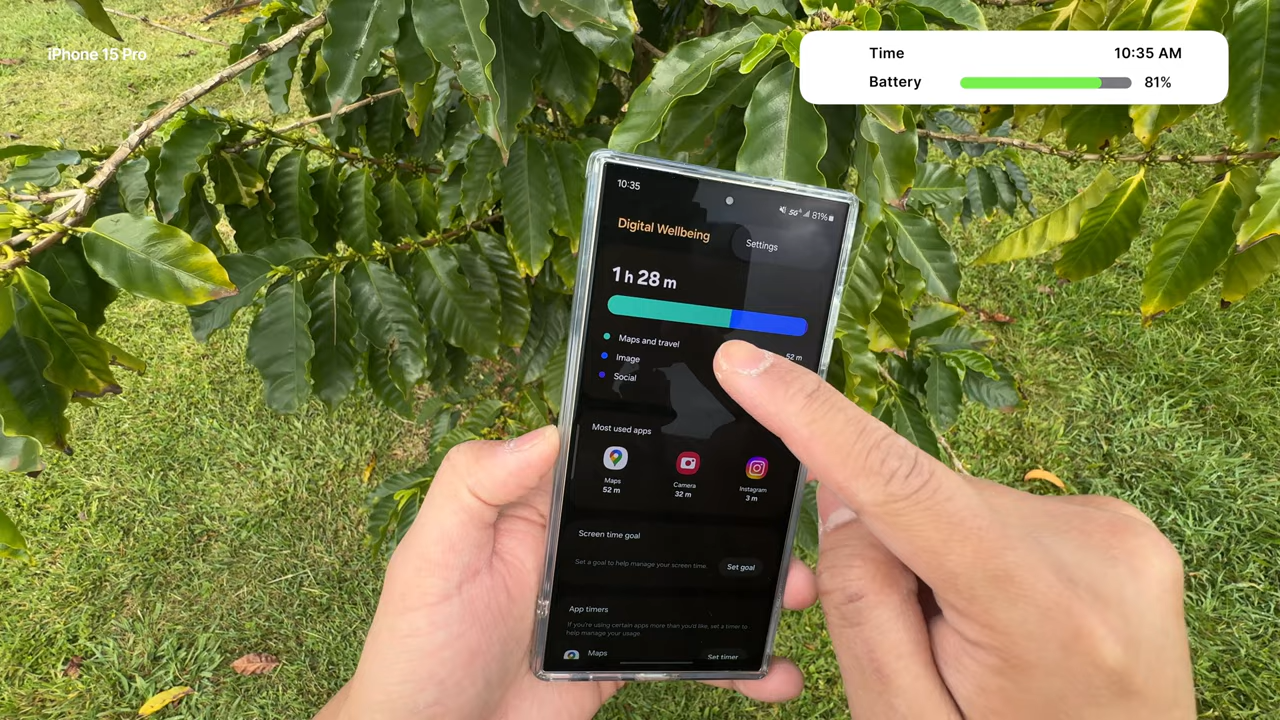 iPhone 15 Pro
Time 10:35 AM
Battery 81%
10:35 5G 81%
Digital Wellbeing
Settings
1 h 28 m
Maps and travel
52 m
Image
Social
Most used apps
Maps
52 m
Camera
32 m
Instagram
3 m
Screen time goal
Set a goal to help manage your screen time.
Set goal
App timers
If you're using certain apps more than you'd like, set a timer to
help manage your usage.
Maps
Set timer